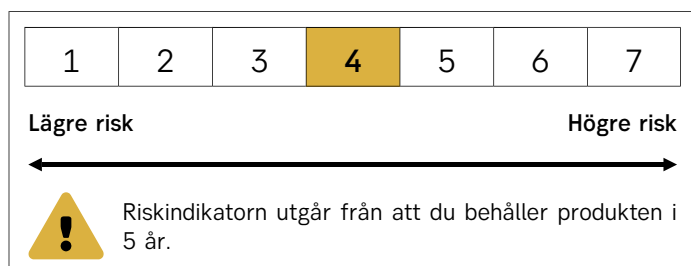 1 2 3 4 5 6 7
Lägre risk Högre risk
Riskindikatorn utgår från att du behåller produkten i
5 år.